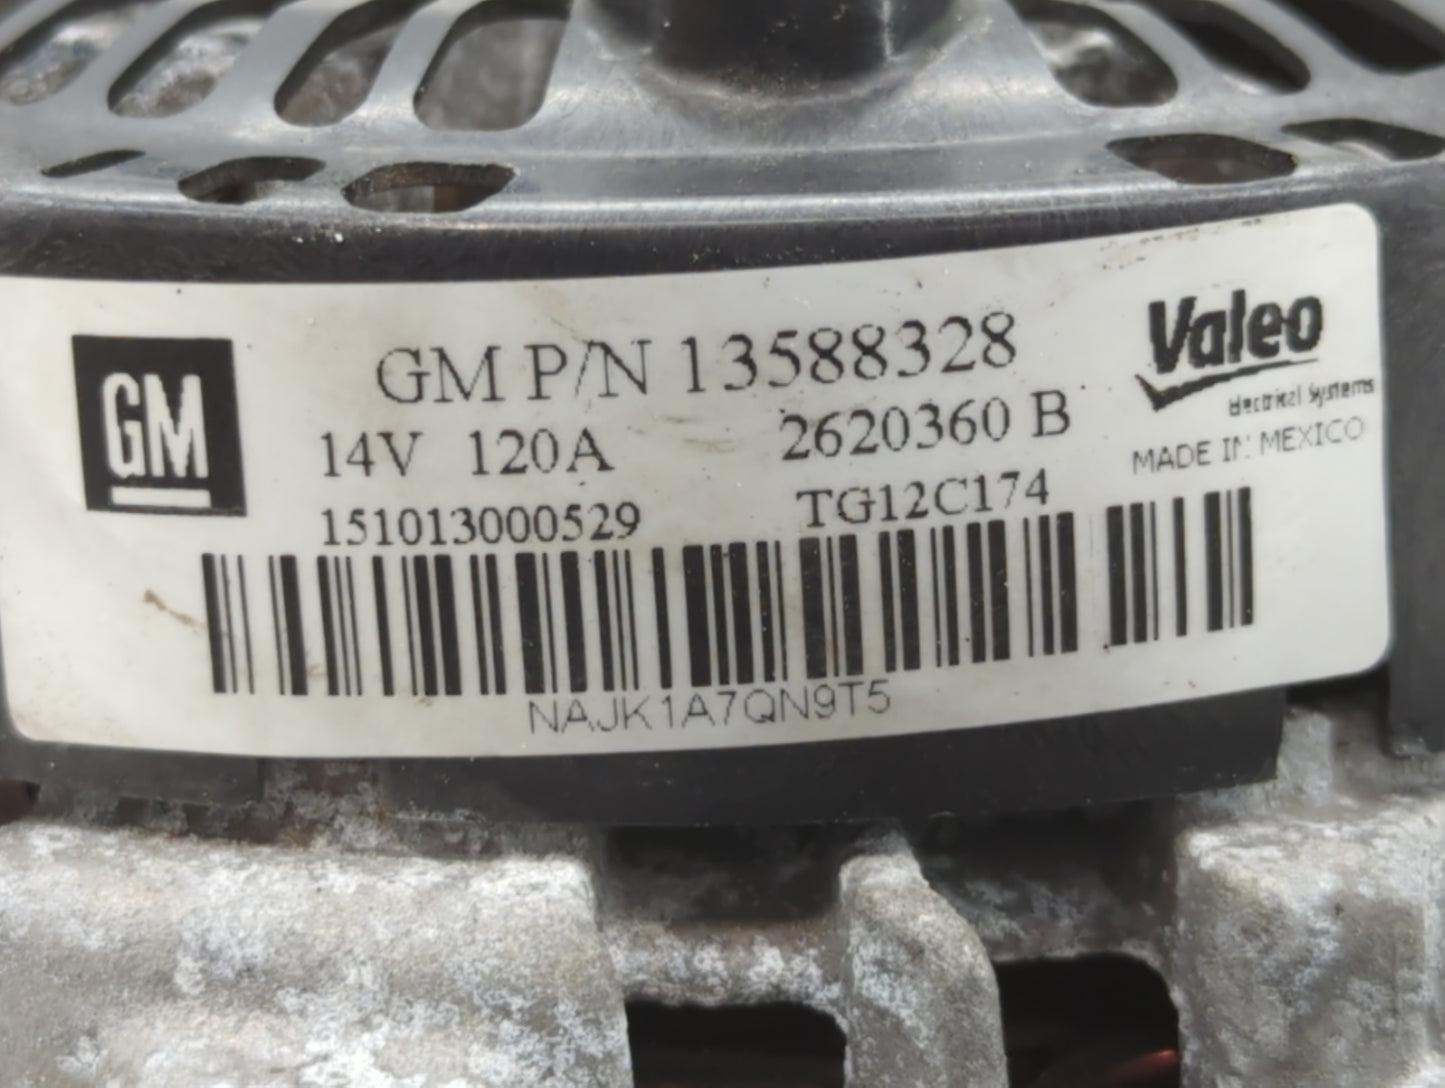 GM
GM P/N 13588328
Valeo
Electrical Systems
14V 120A 2620360 B
MADE IN MEXICO
151013000529 TG12C174
NAJK1A7QN9T5